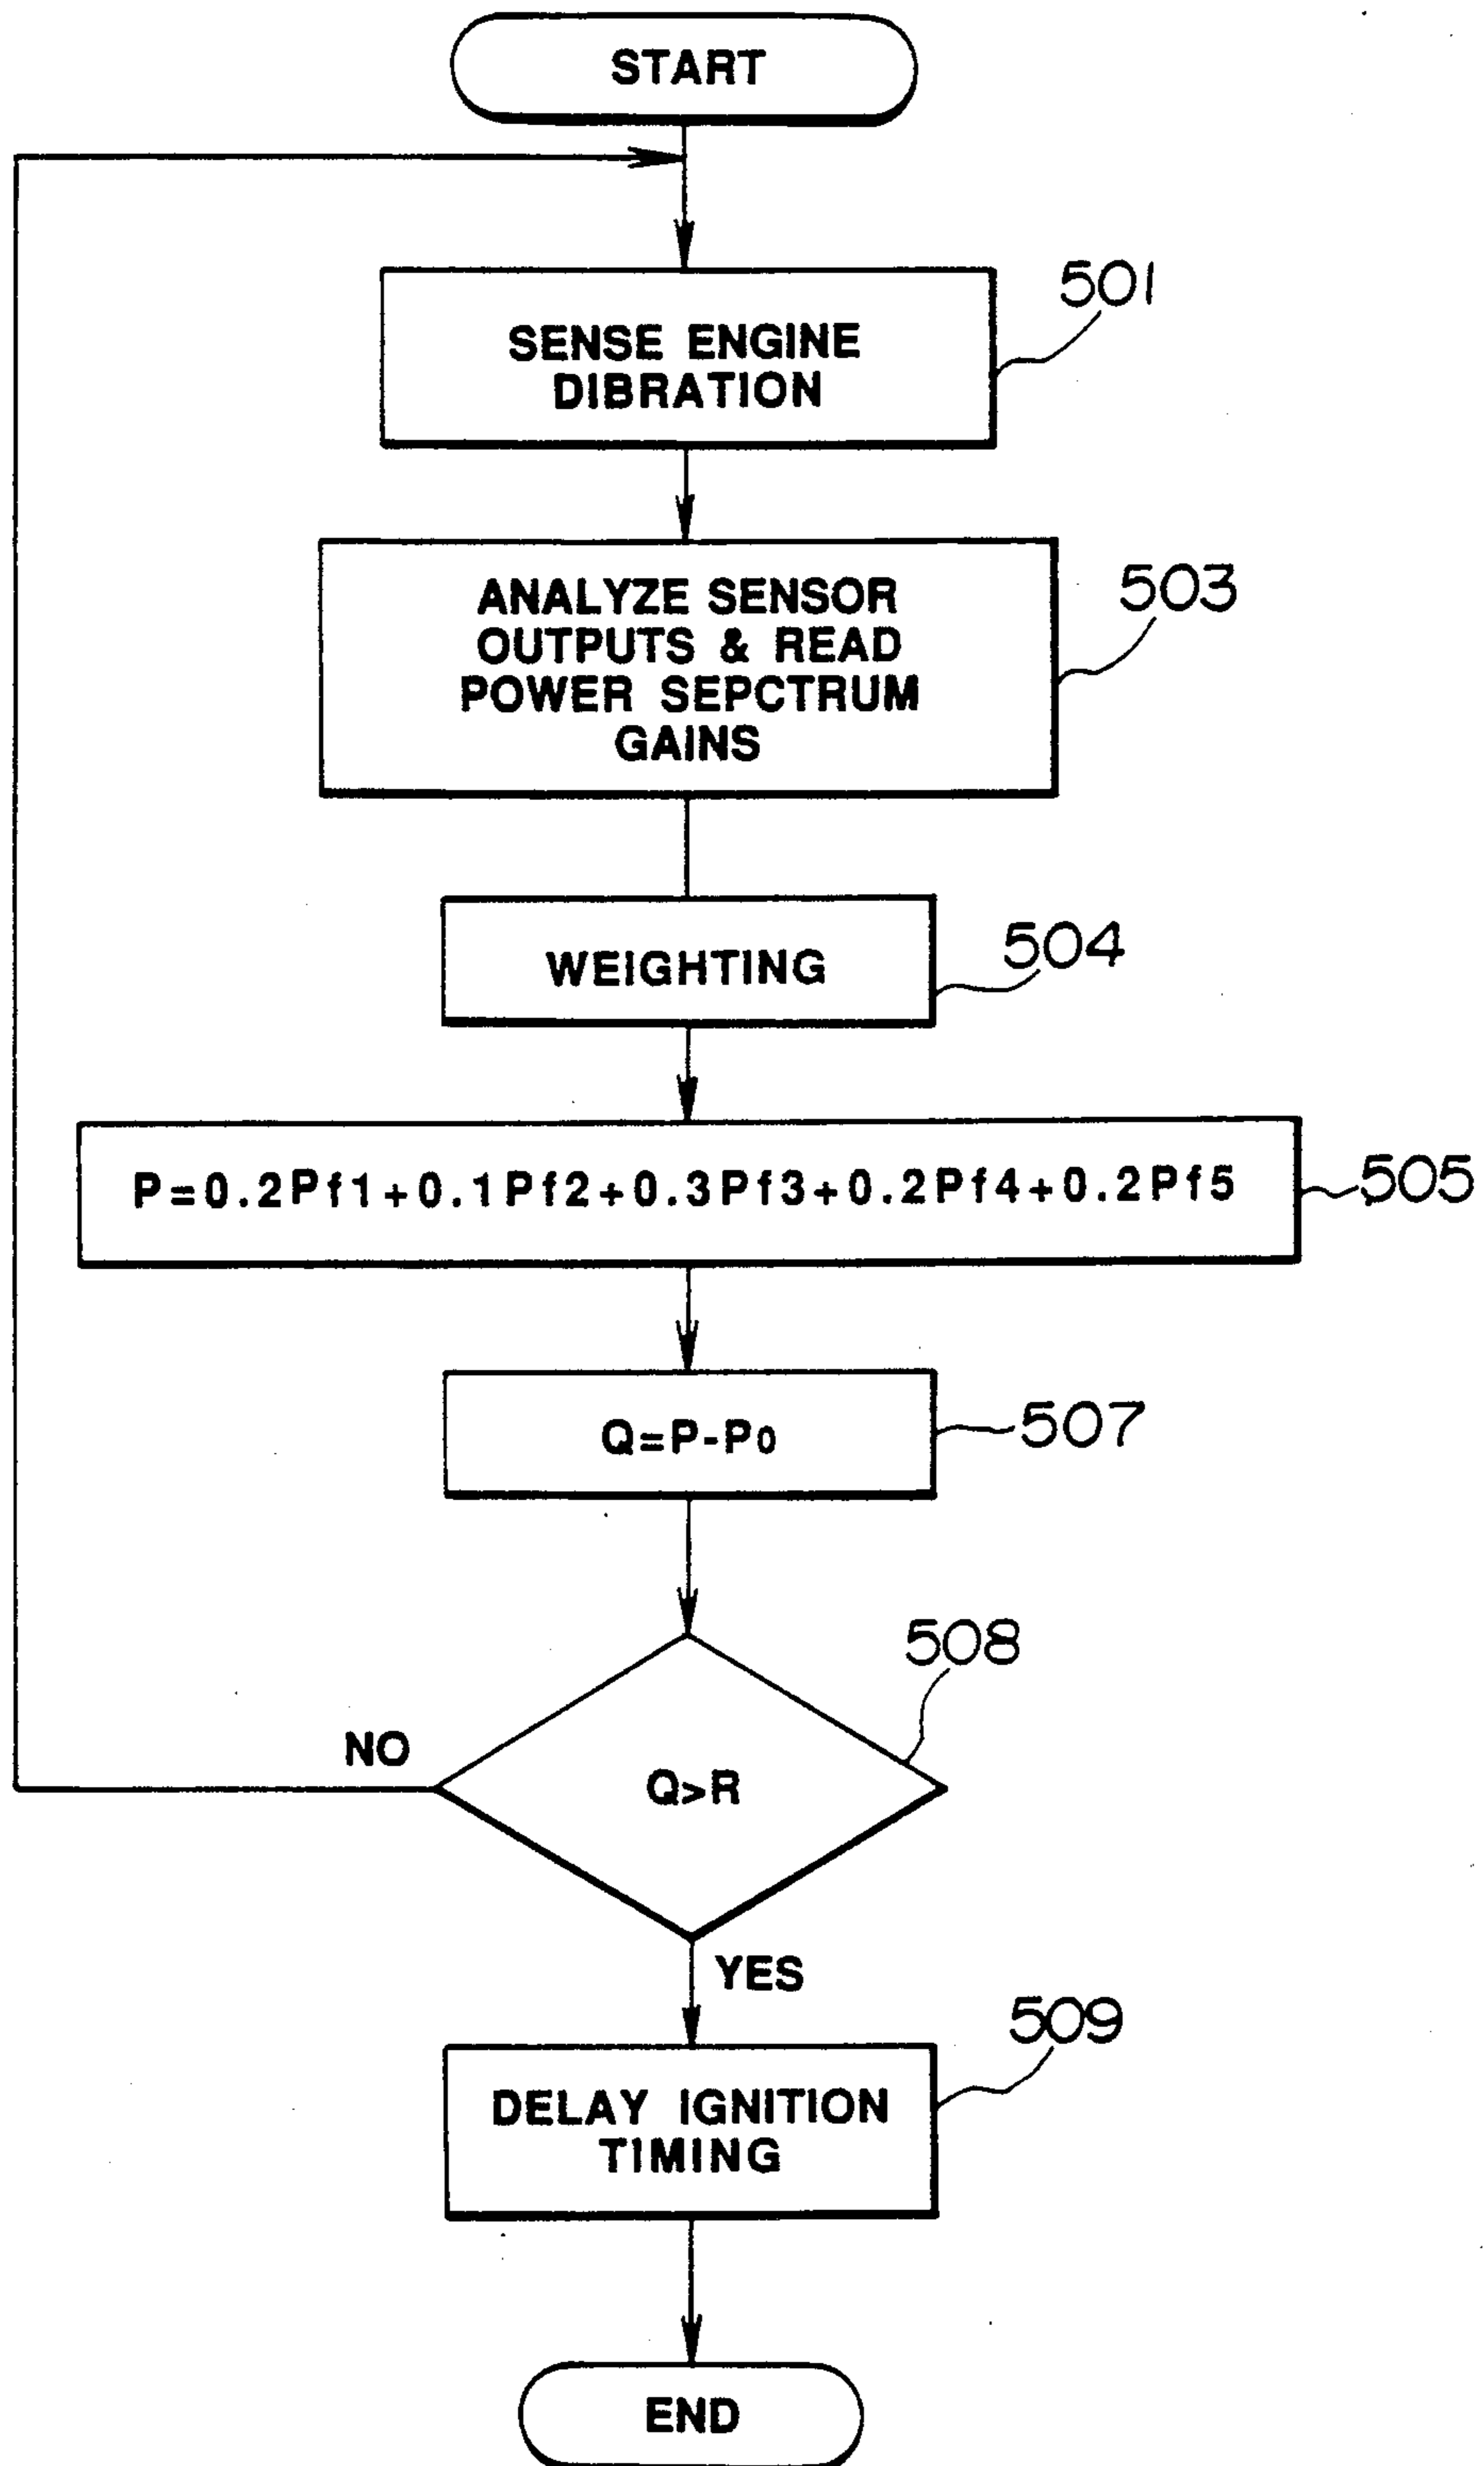 START
501
SENSE ENGINE
DIBRATION
503
ANALYZE SENSOR
OUTPUTS & READ
POWER SEPCTRUM
GAINS
504
WEIGHTING
P=0.2Pf1+0.1Pf2+0.3Pf3+0.2Pf4+0.2Pf5
505
Q=P-P0
507
508
NO
Q>R
YES
509
DELAY IGNITION
TIMING
END